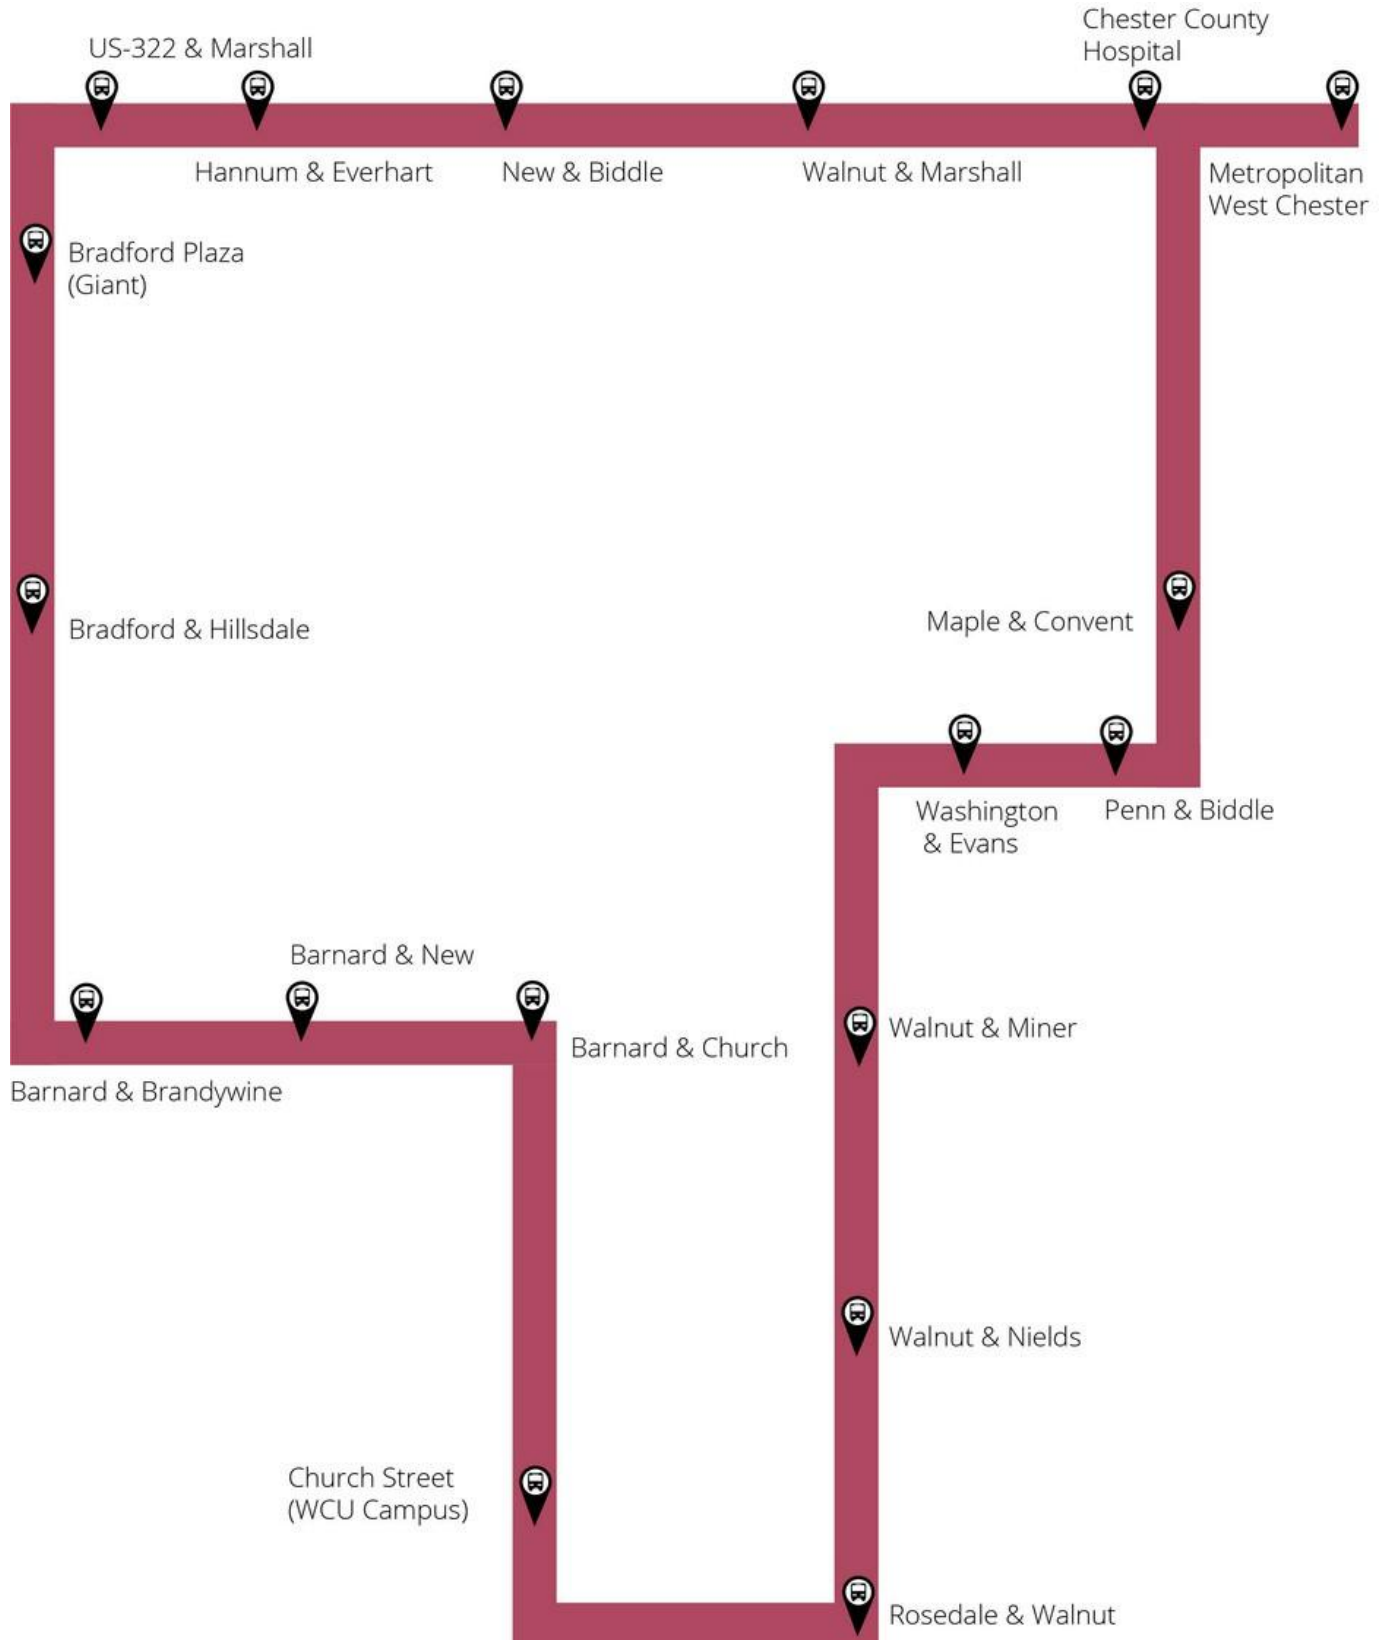 Chester County
Hospital
US-322 & Marshall
Hannum & Everhart
New & Biddle
Walnut & Marshall
Metropolitan
West Chester
Bradford Plaza
(Giant)
Maple & Convent
Bradford & Hillsdale
Washington
& Evans
Penn & Biddle
Barnard & New
Walnut & Miner
Barnard & Church
Barnard & Brandywine
Walnut & Nields
Church Street
(WCU Campus)
Rosedale & Walnut